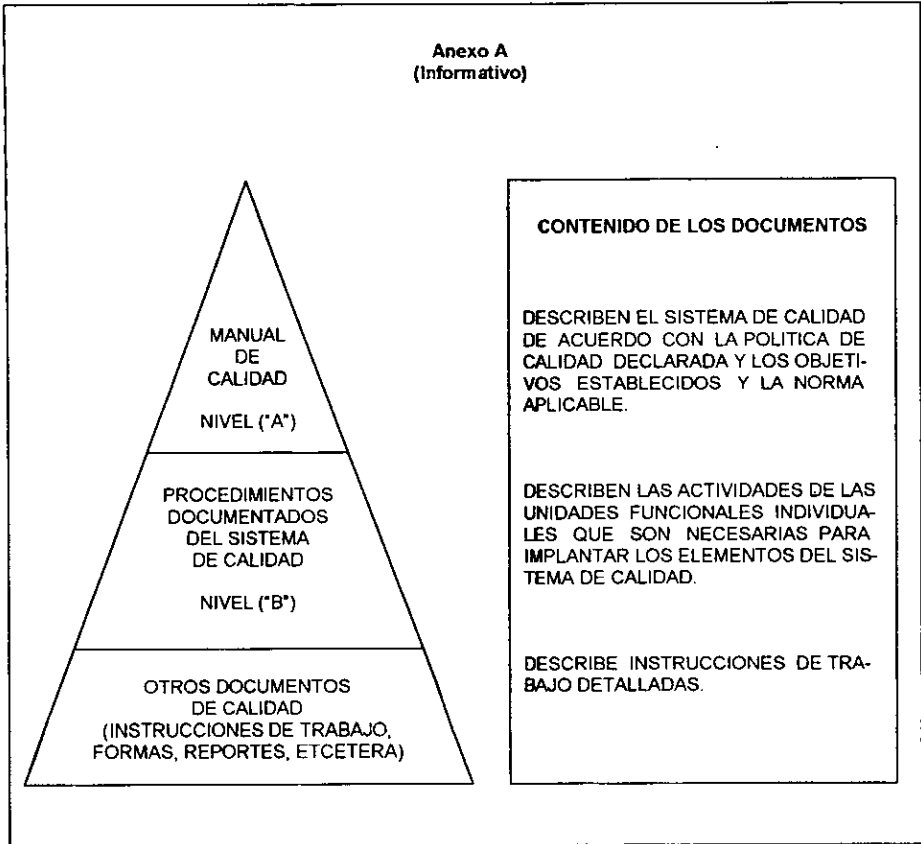 Anexo A
(Informativo)
MANUAL
DE
CALIDAD
NIVEL ("A")
PROCEDIMIENTOS
DOCUMENTADOS
DEL SISTEMA
DE CALIDAD
NIVEL ("B")
OTROS DOCUMENTOS
DE CALIDAD
(INSTRUCCIONES DE TRABAJO,
FORMAS, REPORTES, ETCETERA)
CONTENIDO DE LOS DOCUMENTOS
DESCRIBEN EL SISTEMA DE CALIDAD
DE ACUERDO CON LA POLITICA DE
CALIDAD DECLARADA Y LOS OBJETI-
VOS ESTABLECIDOS Y LA NORMA
APLICABLE.
DESCRIBEN LAS ACTIVIDADES DE LAS
UNIDADES FUNCIONALES INDIVIDUA-
LES QUE SON NECESARIAS PARA
IMPLANTAR LOS ELEMENTOS DEL SIS-
TEMA DE CALIDAD.
DESCRIBE INSTRUCCIONES DE TRA-
BAJO DETALLADAS.